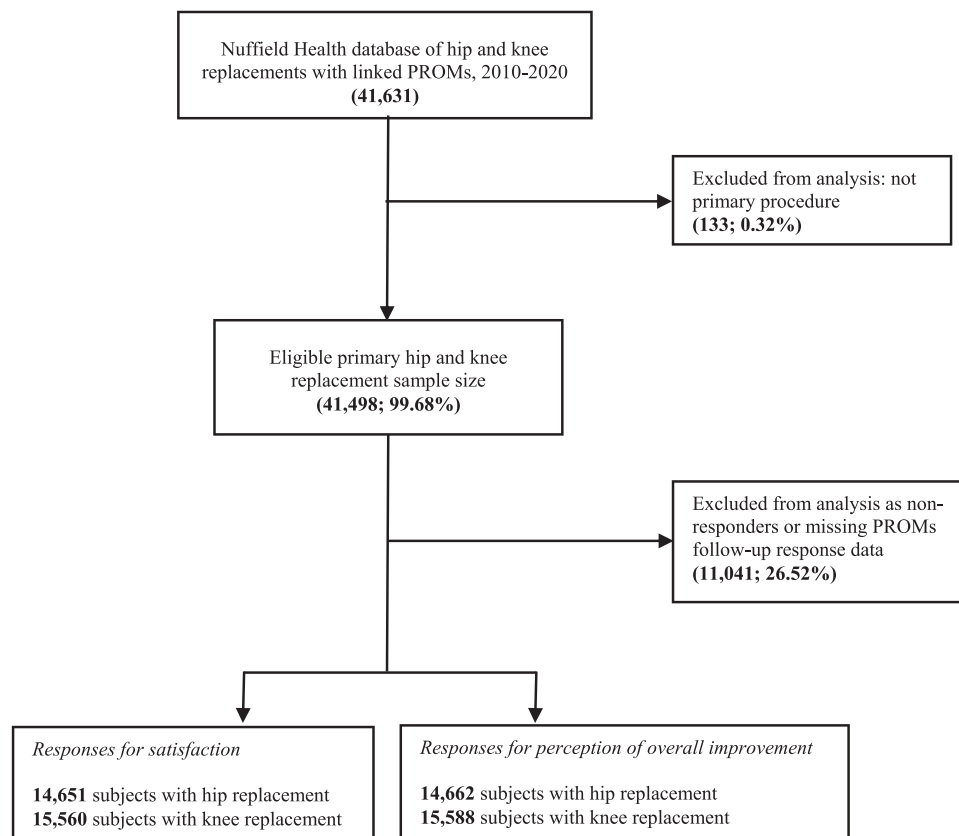 Nuffield Health database of hip and knee
replacements with linked PROMs, 2010-2020
(41,631)
Excluded from analysis: not
primary procedure
(133; 0.32%)
Eligible primary hip and knee
replacement sample size
(41,498; 99.68%)
Excluded from analysis as non-
responders or missing PROMs
follow-up response data
(11,041; 26.52%)
Responses for satisfaction
14,651 subjects with hip replacement
15,560 subjects with knee replacement
Responses for perception of overall improvement
14,662 subjects with hip replacement
15,588 subjects with knee replacement